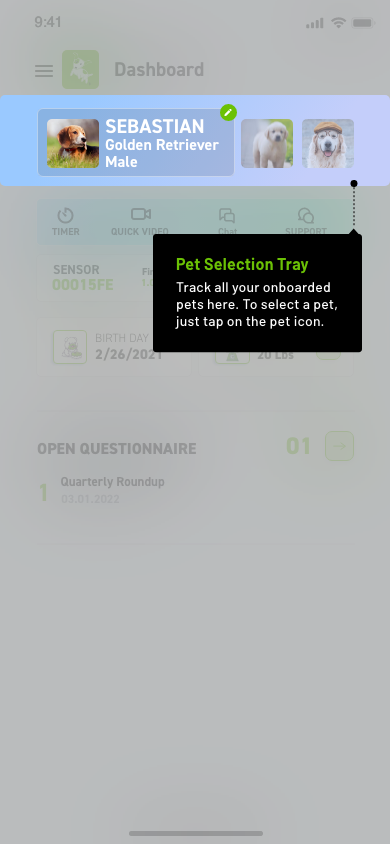 9:41
Dashboard
SEBASTIAN
Golden Retriever
Male
TIMER
QUICK VIDEO
Chat
SUPPORT
SENSOR
00015FE
Pet Selection Tray
Track all your onboarded
pets here. To select a pet,
just tap on the pet icon.
BIRTH DAY
2/26/2021
20 Lbs
OPEN QUESTIONNAIRE
01
1
Quarterly Roundup
03.01.2022